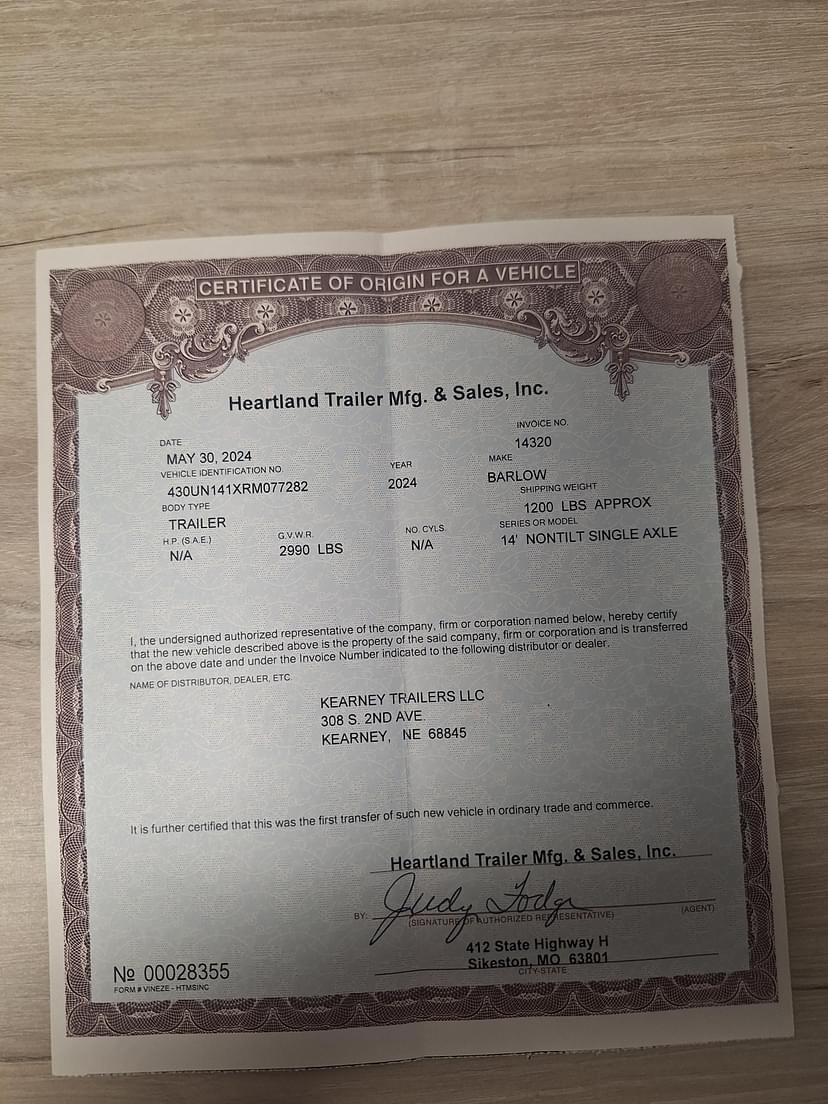 CERTIFICATE OF ORIGIN FOR A VEHICLE
Heartland Trailer Mfg. & Sales, Inc.
DATE
MAY 30, 2024
INVOICE NO.
14320
VEHICLE IDENTIFICATION NO.
430UN141XRM077282
YEAR
2024
MAKE
BARLOW
BODY TYPE
TRAILER
SHIPPING WEIGHT
1200 LBS APPROX
H.P. (S.A.E.)
N/A
G.V.W.R.
2990 LBS
NO. CYLS.
N/A
SERIES OR MODEL
14' NONTILT SINGLE AXLE
I, the undersigned authorized representative of the company, firm or corporation named below, hereby certify
that the new vehicle described above is the property of the said company, firm or corporation and is transferred
on the above date and under the Invoice Number indicated to the following distributor or dealer.
NAME OF DISTRIBUTOR, DEALER, ETC.
KEARNEY TRAILERS LLC
308 S. 2ND AVE.
KEARNEY, NE 68845
It is further certified that this was the first transfer of such new vehicle in ordinary trade and commerce.
Heartland Trailer Mfg. & Sales, Inc.
BY: Judy
(SIGNATURE OF AUTHORIZED REPRESENTATIVE) (AGENT)
412 State Highway H
Sikeston, MO 63801
CITY-STATE
№ 00028355
FORM # VINEZE - HTMSINC